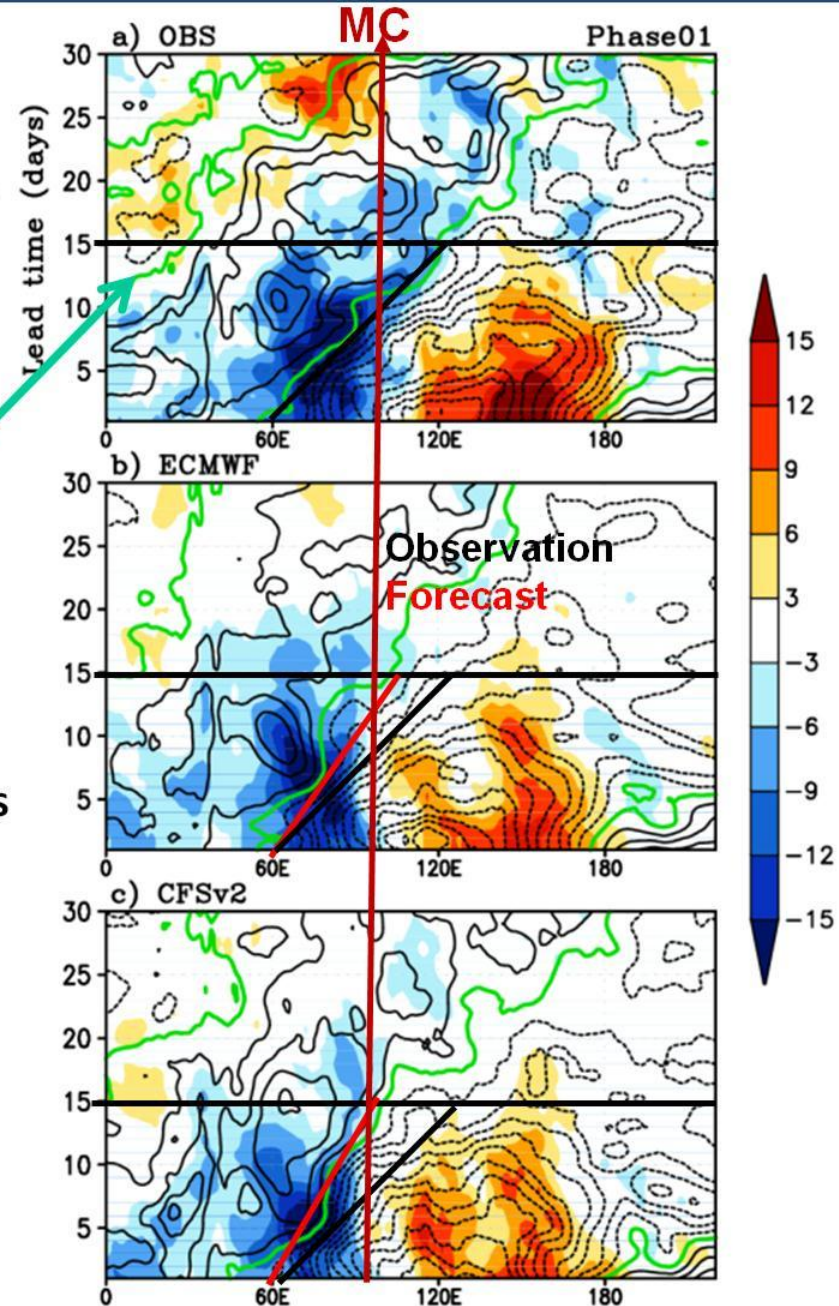 MC
a) OBS Phase01
Lead time (days)
30
25
20
15
10
5
0 60E 120E 180
b) ECMWF
30
25
20
15
10
5
Observation
Forecast
s
0 60E 120E 180
c) CFSv2
30
25
20
15
10
5
0 60E 120E 180
15
12
9
6
3
-3
-6
-9
-12
-15